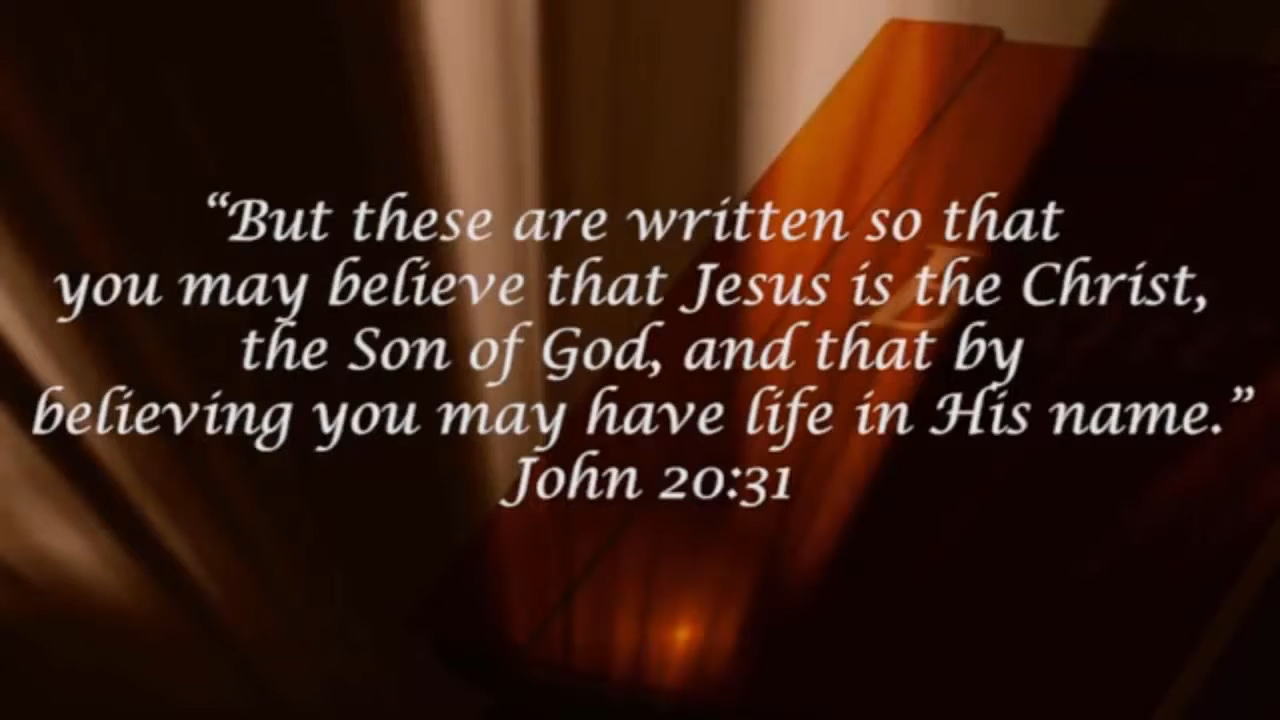 “But these are written so that
you may believe that Jesus is the Christ,
the Son of God, and that by
believing you may have life in His name.”
John 20:31